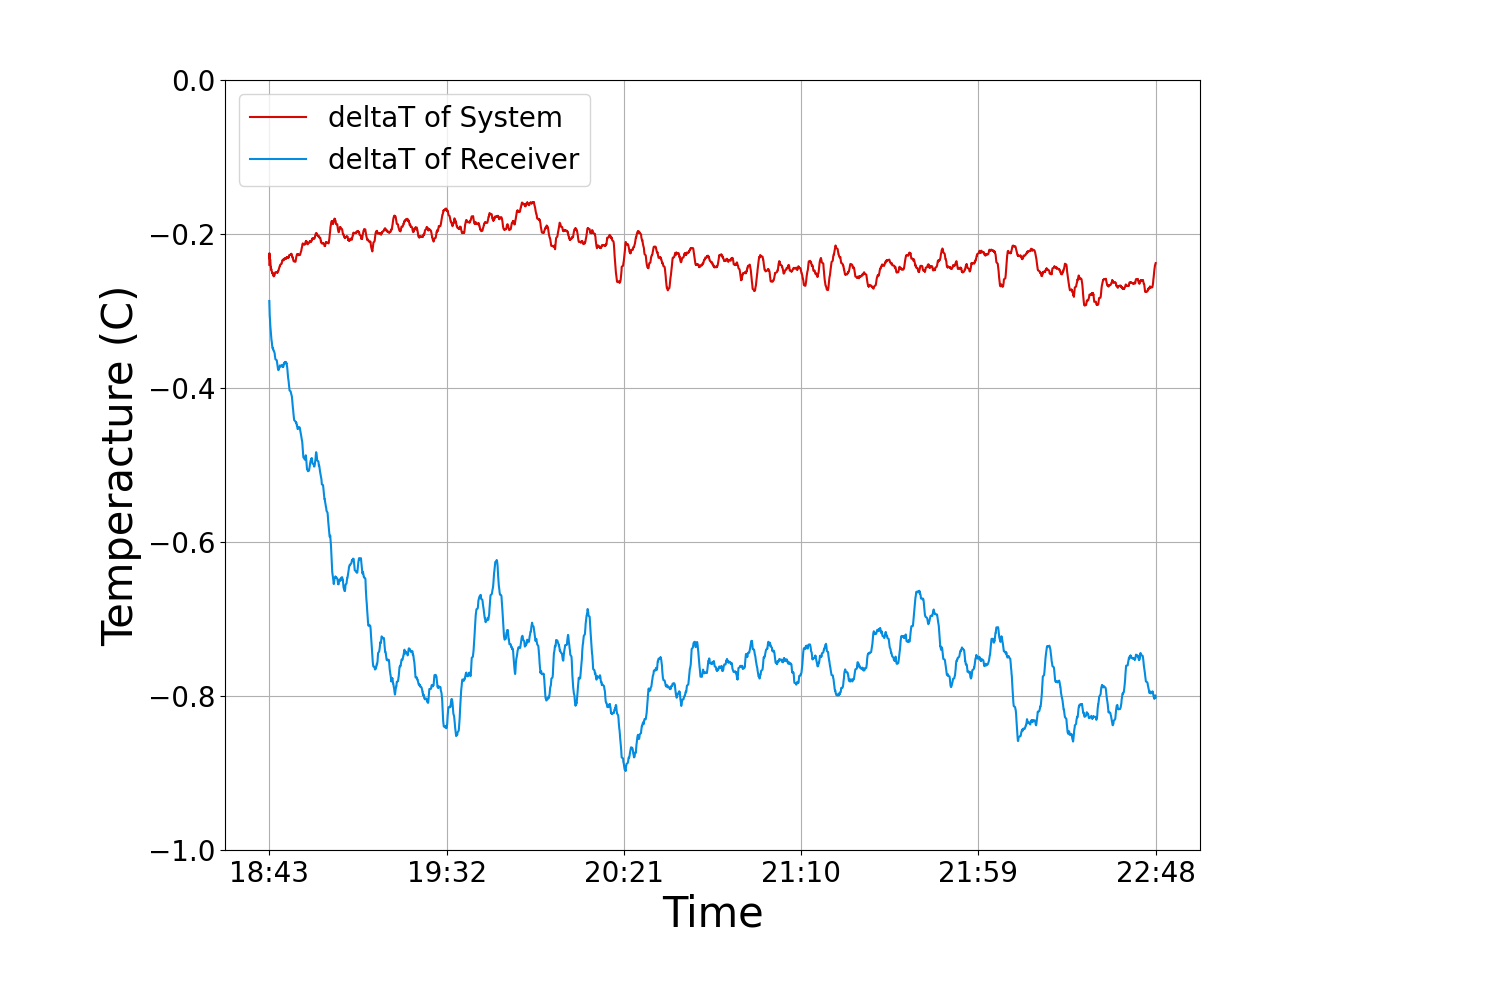 0.0
−0.2
−0.4
−0.6
−0.8
−1.0
deltaT of System
deltaT of Receiver
Temperacture (C)
18:43 19:32 20:21 21:10 21:59 22:48
Time